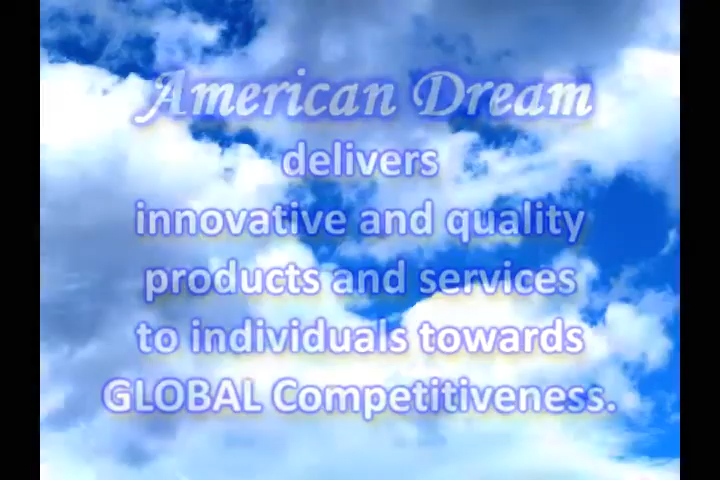 American Dream
delivers
innovative and quality
products and services
to individuals towards
GLOBAL Competitiveness.